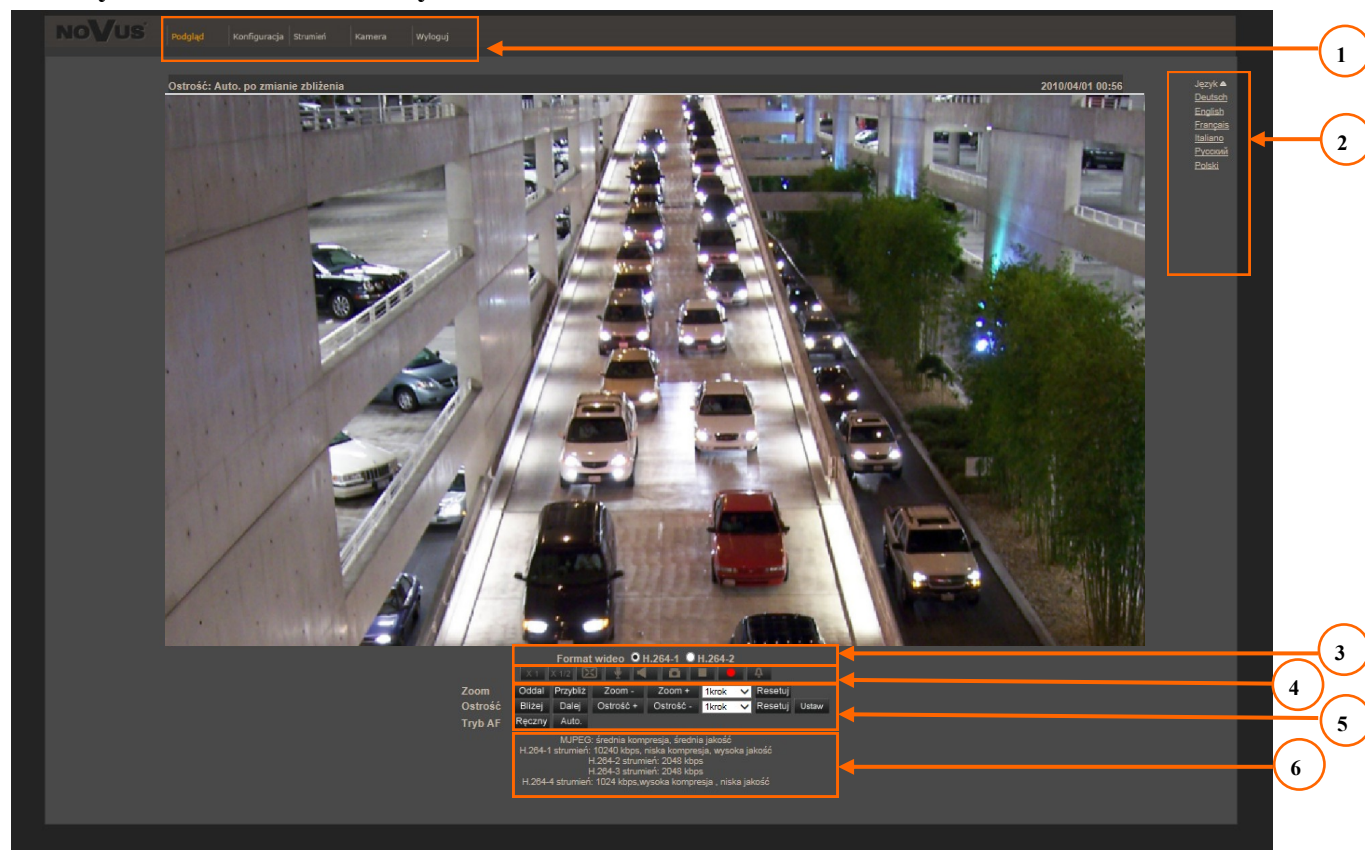 NOVUS
Podgląd Konfiguracja Strumień Kamera Wyloguj
1
Ostrość: Auto. po zmianie zbliżenia 2010/04/01 00:56
Język
Deutsch
English
Français
Italiano
Русский
Polski
2
Format wideo H.264-1 H.264-2
3
X 1 X 1/2
4
Zoom Oddal Przybliż Zoom - Zoom + 1krok Resetuj
Ostrość Bliżej Dalej Ostrość + Ostrość - 1krok Resetuj Ustaw
5
Tryb AF Ręczny Auto.
MJPEG: średnia kompresja, średnia jakość
H.264-1 strumień: 10240 kbps, niska kompresja, wysoka jakość
H.264-2 strumień: 2048 kbps
H.264-3 strumień: 2048 kbps
6
H.264-4 strumień: 1024 kbps,wysoka kompresja , niska jakość